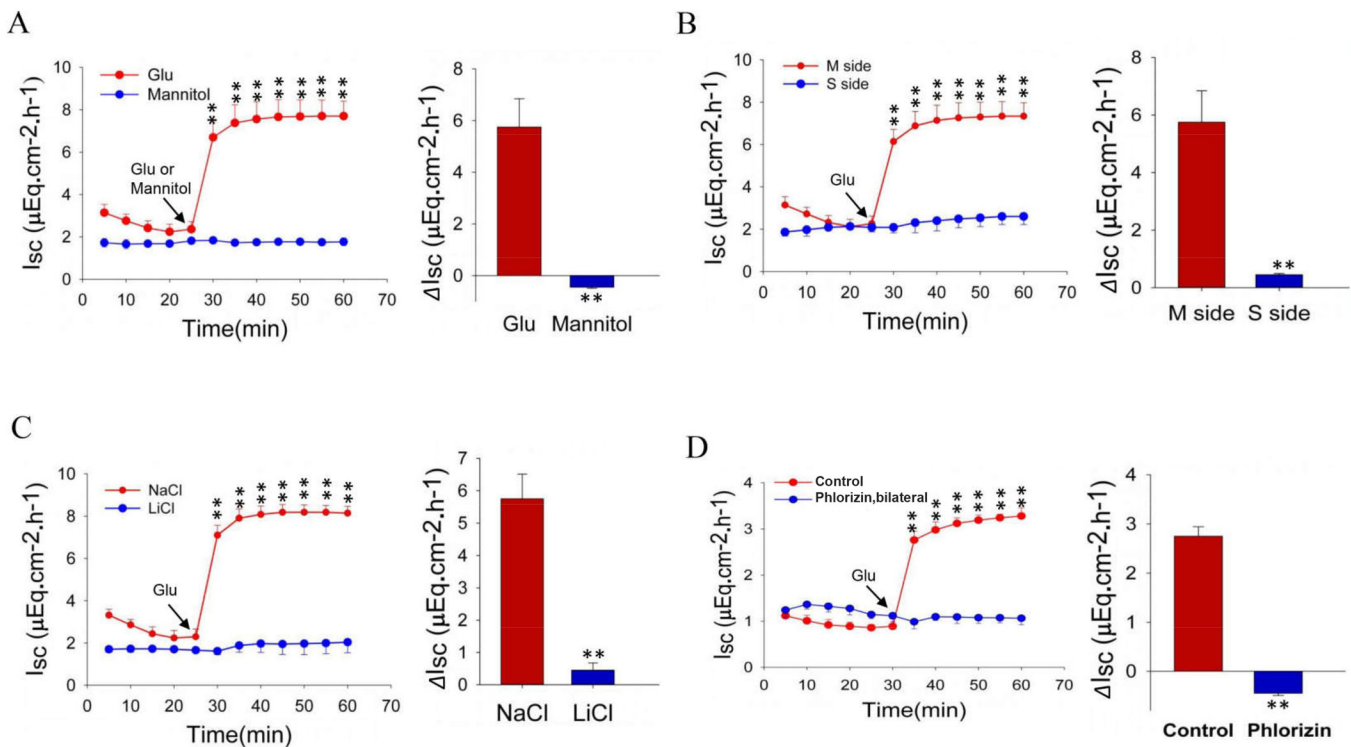 A
Isc (µEq.cm-2.h-1)
10
8
6
4
2
0
Glu
Mannitol
Glu or
Mannitol
** ** ** ** ** ** **
0 10 20 30 40 50 60 70
Time(min)
ΔIsc (µEq.cm-2.h-1)
8
6
4
2
0
**
Glu Mannitol
B
Isc (µEq.cm-2.h-1)
10
8
6
4
2
0
M side
S side
Glu
** ** ** ** ** ** **
0 10 20 30 40 50 60 70
Time(min)
ΔIsc (µEq.cm-2.h-1)
8
6
4
2
0
**
M side S side
C
Isc (µEq.cm-2.h-1)
10
8
6
4
2
0
NaCl
LiCl
Glu
** ** ** ** ** ** **
0 10 20 30 40 50 60 70
Time(min)
ΔIsc (µEq.cm-2.h-1)
7
6
5
4
3
2
1
0
**
NaCl LiCl
D
Isc (µEq.cm-2.h-1)
4
3
2
1
0
Control
Phlorizin,bilateral
Glu
** ** ** ** ** **
0 10 20 30 40 50 60 70
Time(min)
ΔIsc (µEq.cm-2.h-1)
4
3
2
1
0
**
Control Phlorizin